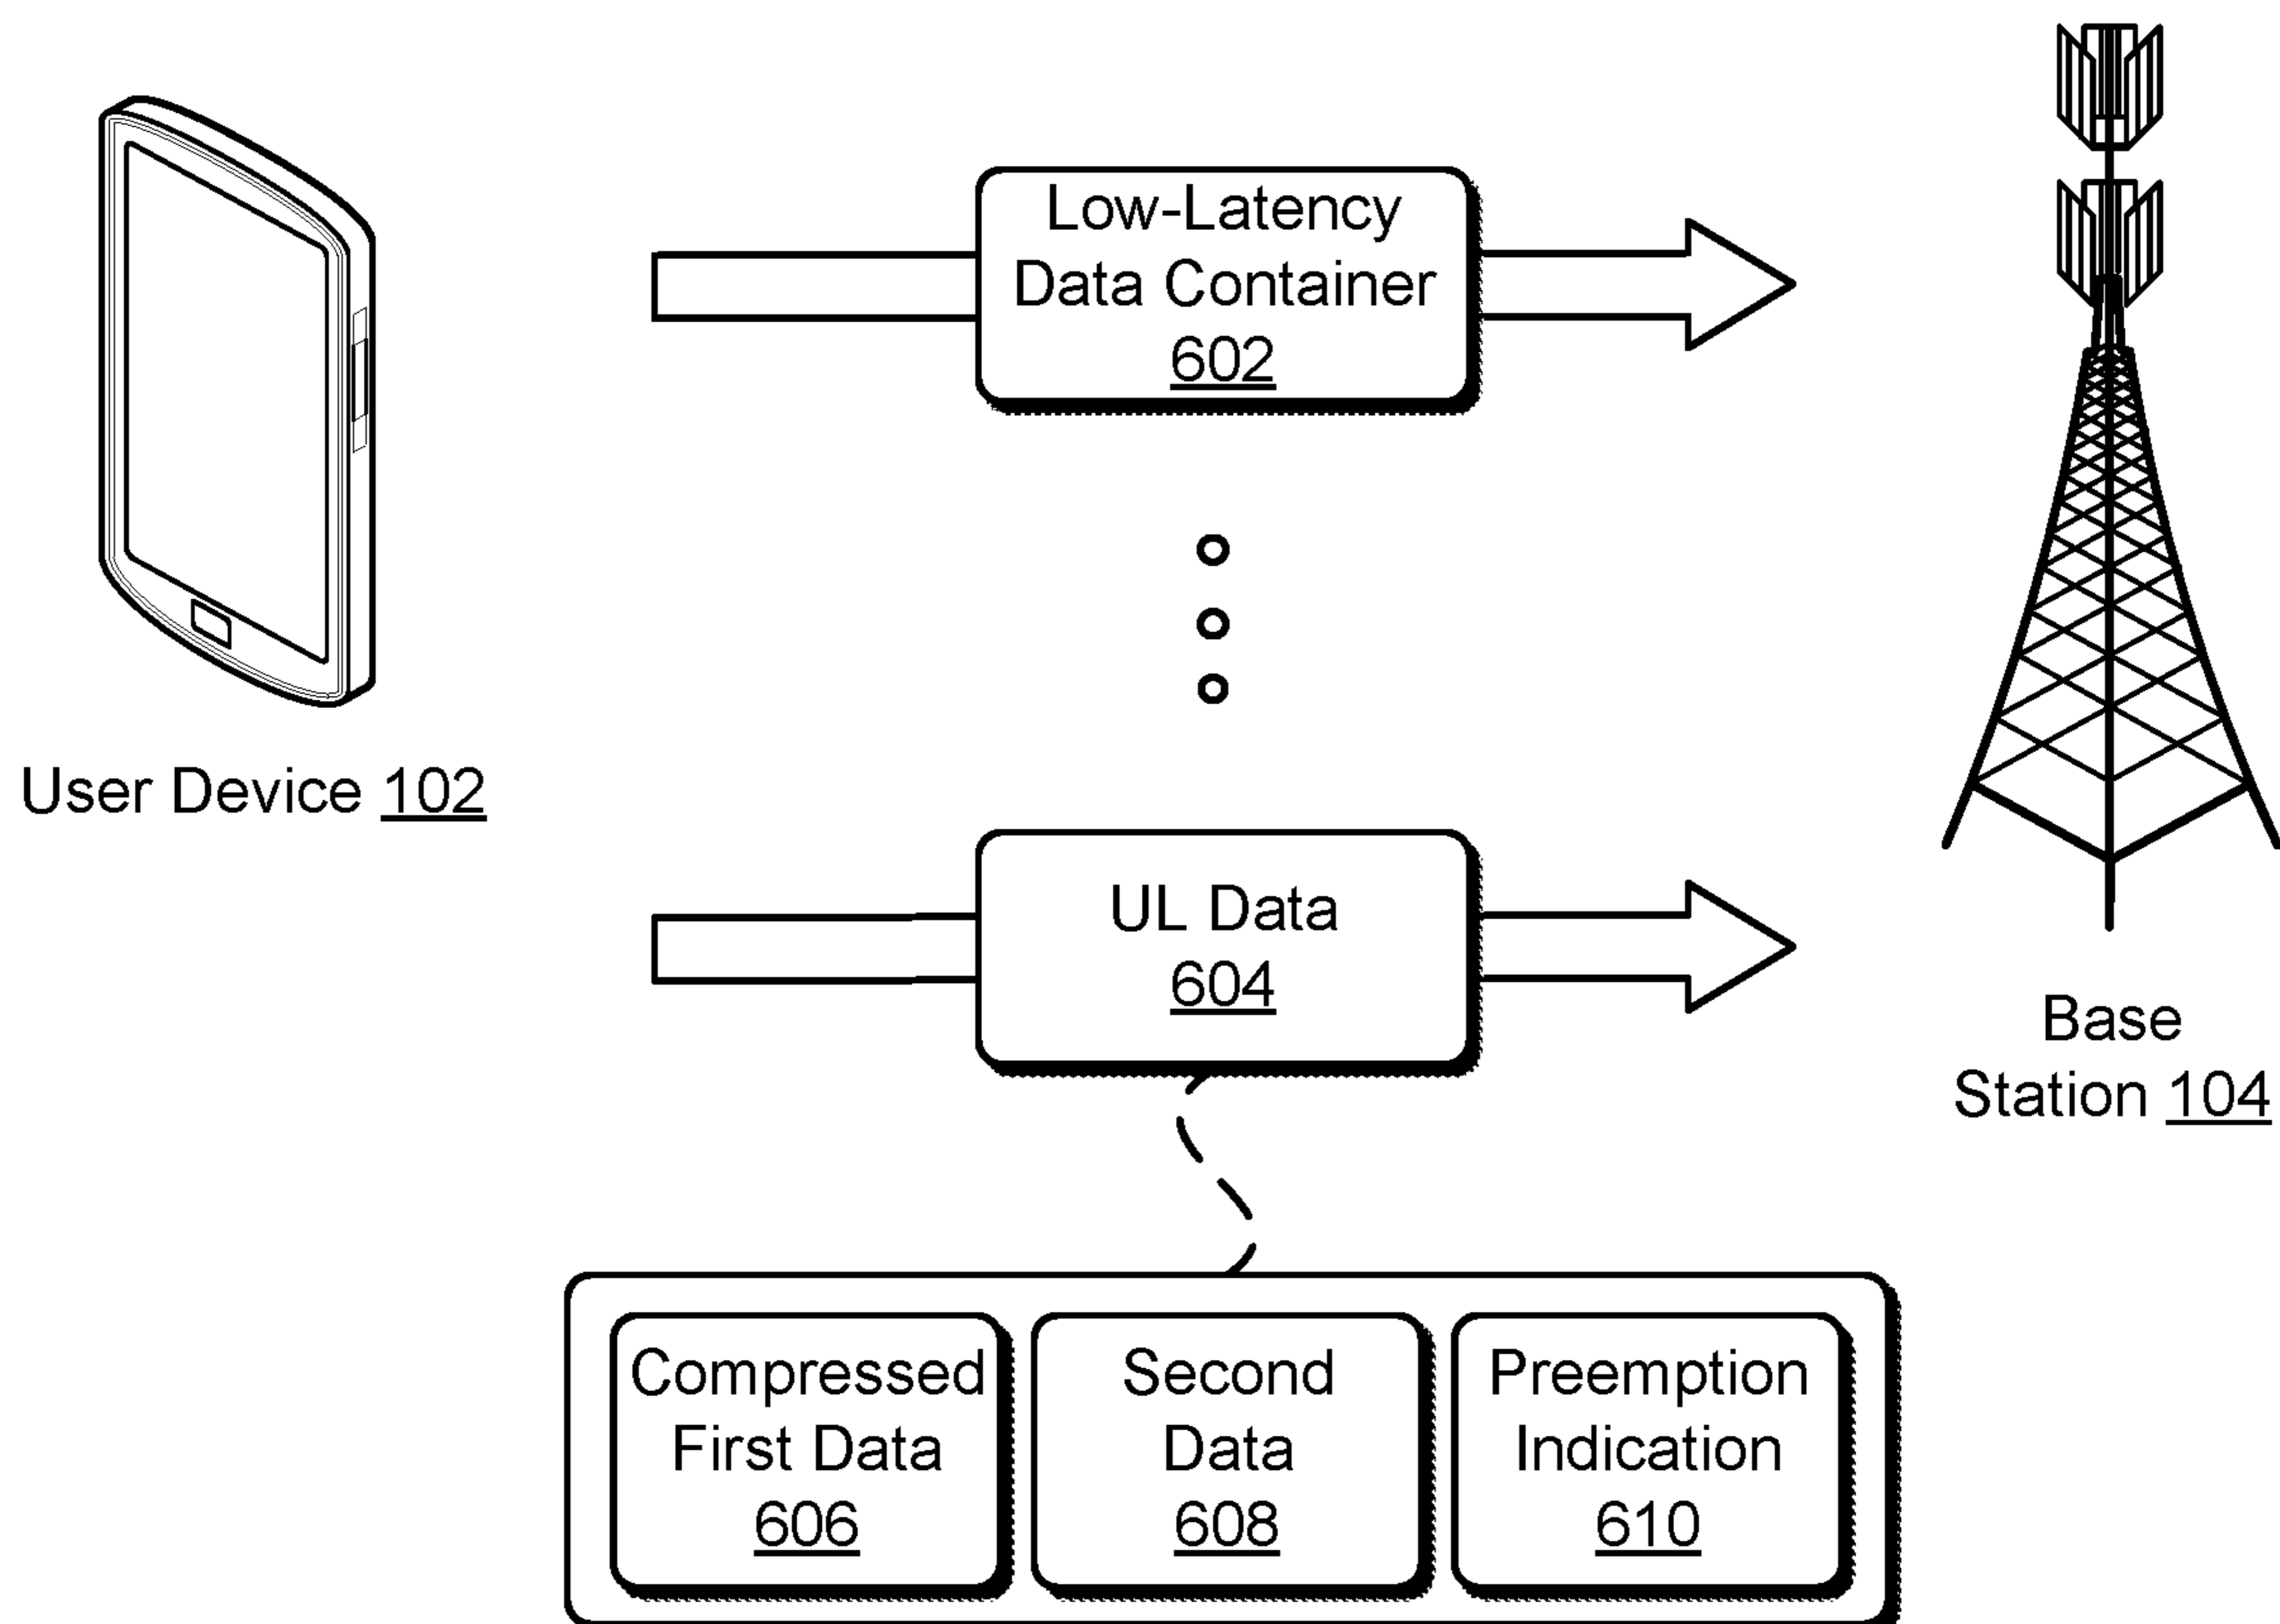 Low-Latency
Data Container
602
User Device 102
UL Data
604
Base
Station 104
Compressed
First Data
606
Second
Data
608
Preemption
Indication
610